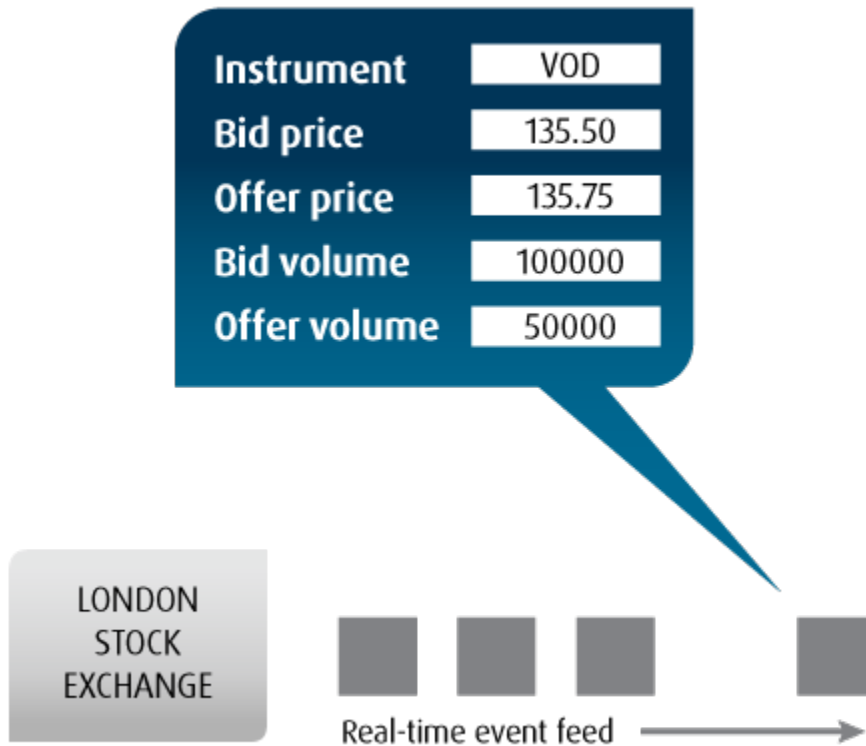 Instrument VOD
Bid price 135.50
Offer price 135.75
Bid volume 100000
Offer volume 50000
LONDON
STOCK
EXCHANGE
Real-time event feed